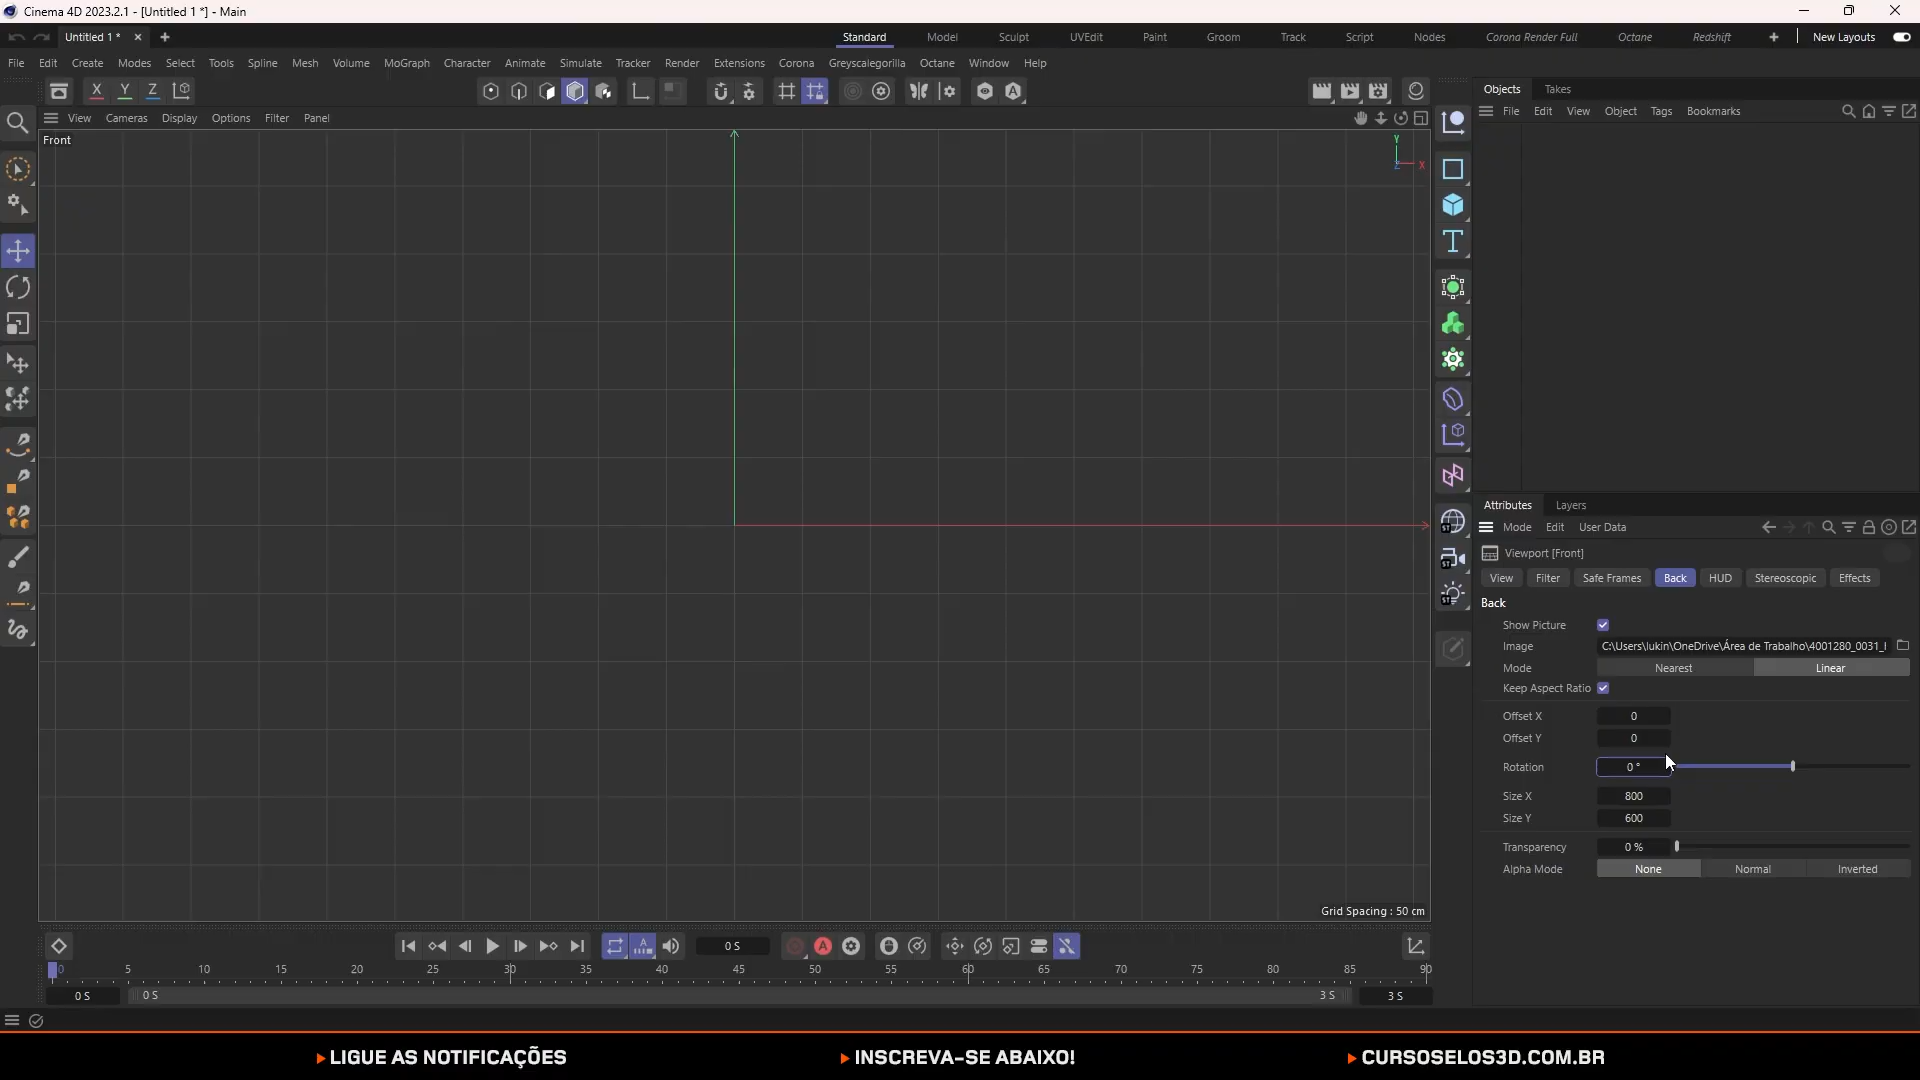 Cinema 4D 2023.2.1 - [Untitled 1 *] - Main
Untitled 1 *
Standard Model Sculpt UVEdit Paint Groom Track Script Nodes Corona Render Full Octane Redshift New Layouts
File Edit Create Modes Select Tools Spline Mesh Volume MoGraph Character Animate Simulate Tracker Render Extensions Corona Greyscalegorilla Octane Window Help
X Y Z
Objects Takes
File Edit View Object Tags Bookmarks
View Cameras Display Options Filter Panel
Front
Y
X
Z
Grid Spacing : 50 cm
Attributes Layers
Mode Edit User Data
Viewport [Front]
View Filter Safe Frames Back HUD Stereoscopic Effects
Back
Show Picture
Image C:\Users\lukin\OneDrive\Área de Trabalho\4001280_0031_I
Mode Nearest Linear
Keep Aspect Ratio
Offset X 0
Offset Y 0
Rotation 0 °
Size X 800
Size Y 600
Transparency 0 %
Alpha Mode None Normal Inverted
0 S
0 5 10 15 20 25 30 35 40 45 50 55 60 65 70 75 80 85 90
0 S 0 S 3 S 3 S
LIGUE AS NOTIFICAÇÕES INSCREVA-SE ABAIXO! CURSOSELOS3D.COM.BR